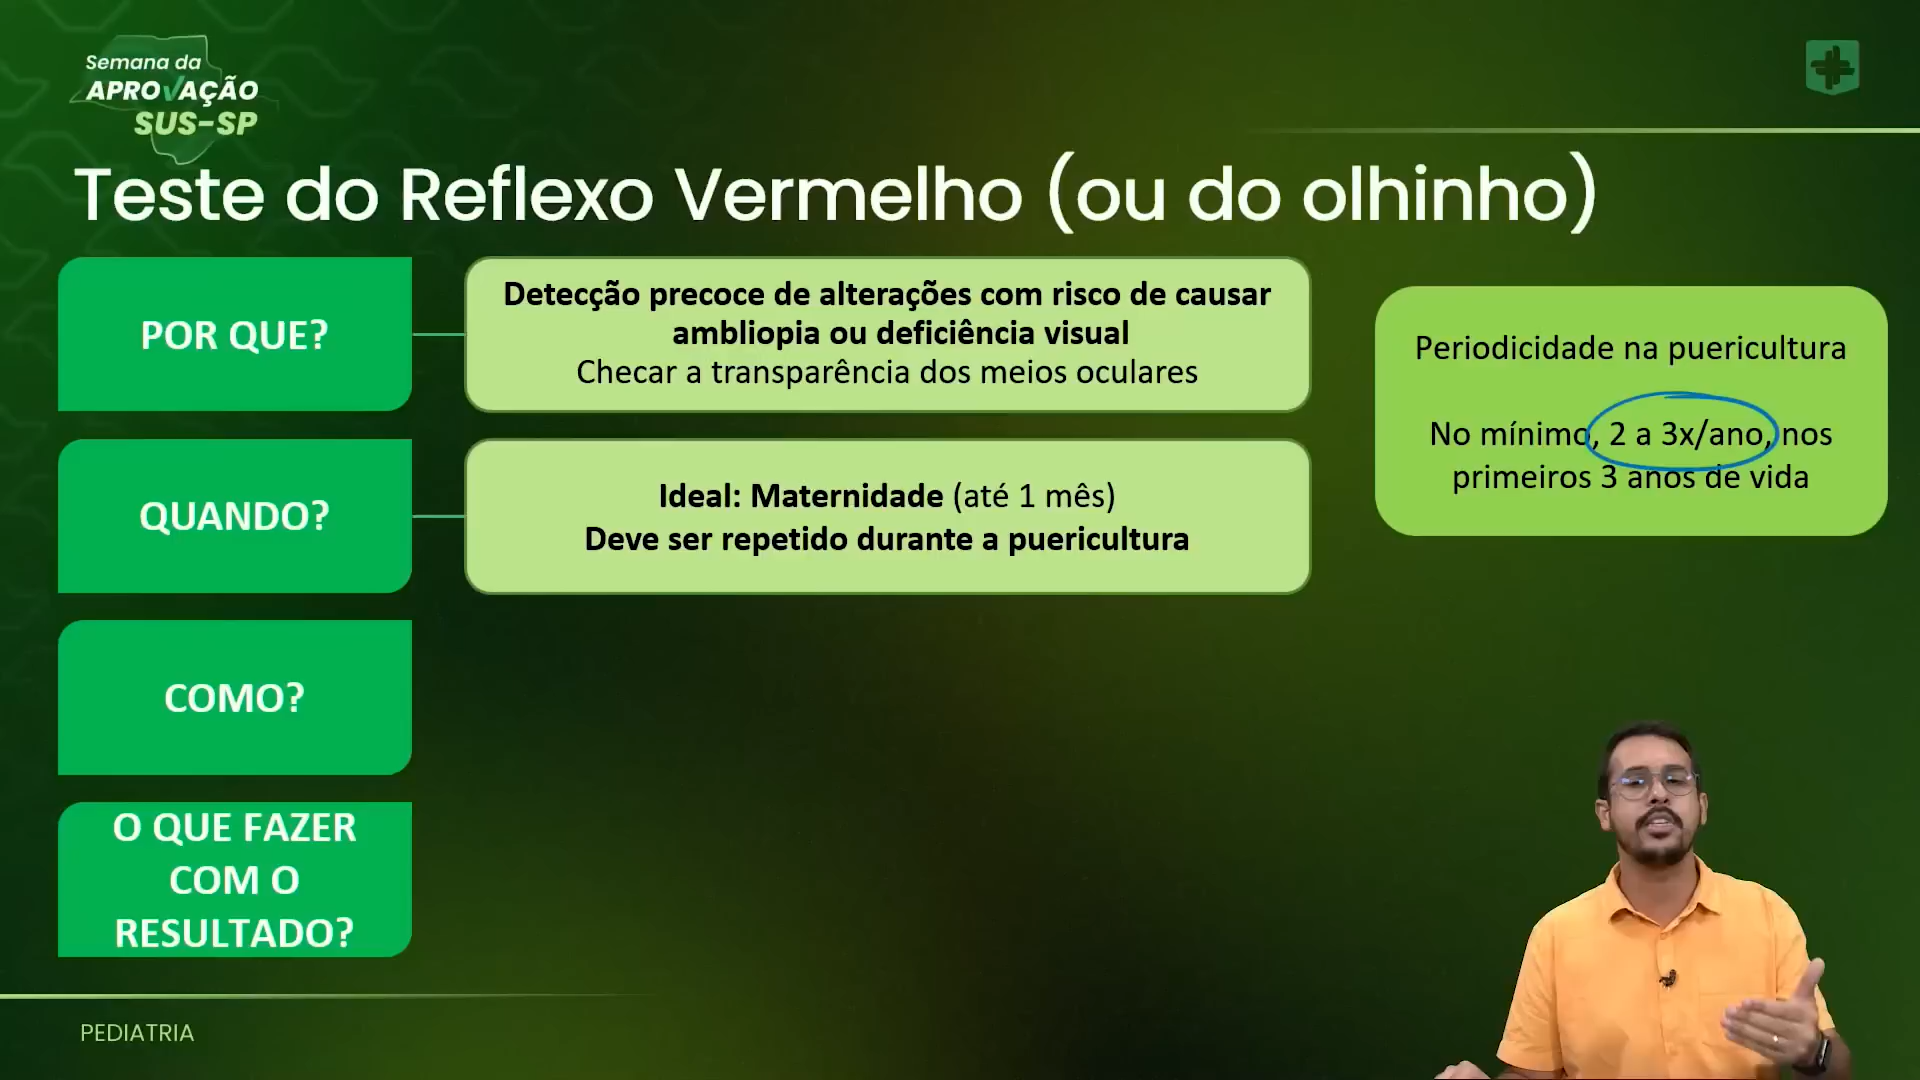 Semana da
APROVAÇÃO
SUS-SP
Teste do Reflexo Vermelho (ou do olhinho)
POR QUE?
Detecção precoce de alterações com risco de causar
ambliopia ou deficiência visual
Checar a transparência dos meios oculares
Periodicidade na puericultura
No mínimo, 2 a 3x/ano, nos
primeiros 3 anos de vida
QUANDO?
Ideal: Maternidade (até 1 mês)
Deve ser repetido durante a puericultura
COMO?
O QUE FAZER
COM O
RESULTADO?
PEDIATRIA